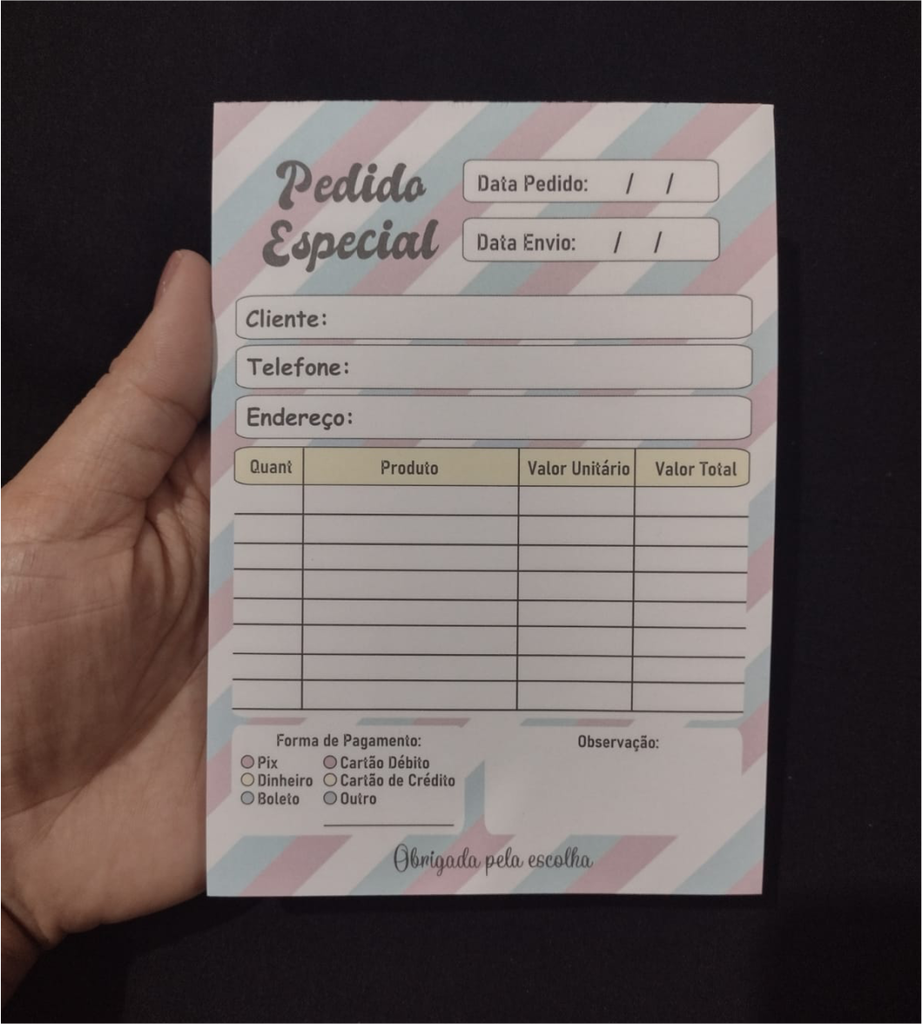 Pedido
Especial
Data Pedido: / /
Data Envio: / /
Cliente:
Telefone:
Endereço:
Quant Produto Valor Unitário Valor Total
Forma de Pagamento:
Pix Cartão Débito
Dinheiro Cartão de Crédito
Boleto Outro
Observação:
Obrigada pela escolha